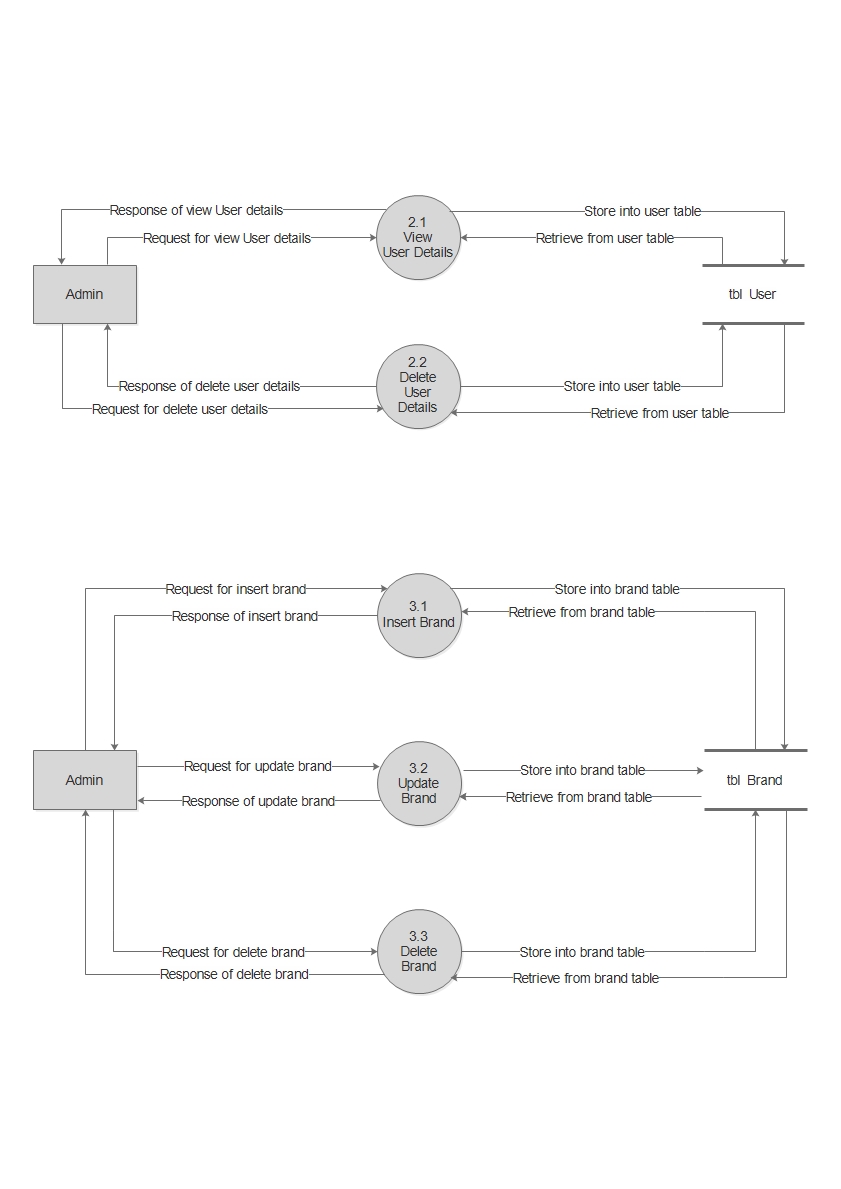 Response of view User details
Store into user table
2.1
View
User Details
Request for view User details
Retrieve from user table
Admin
tbl User
2.2
Delete
User
Details
Response of delete user details
Store into user table
Request for delete user details
Retrieve from user table
Request for insert brand
Store into brand table
3.1
Insert Brand
Response of insert brand
Retrieve from brand table
Request for update brand
Store into brand table
Admin
3.2
Update
Brand
tbl Brand
Response of update brand
Retrieve from brand table
3.3
Delete
Brand
Request for delete brand
Store into brand table
Response of delete brand
Retrieve from brand table